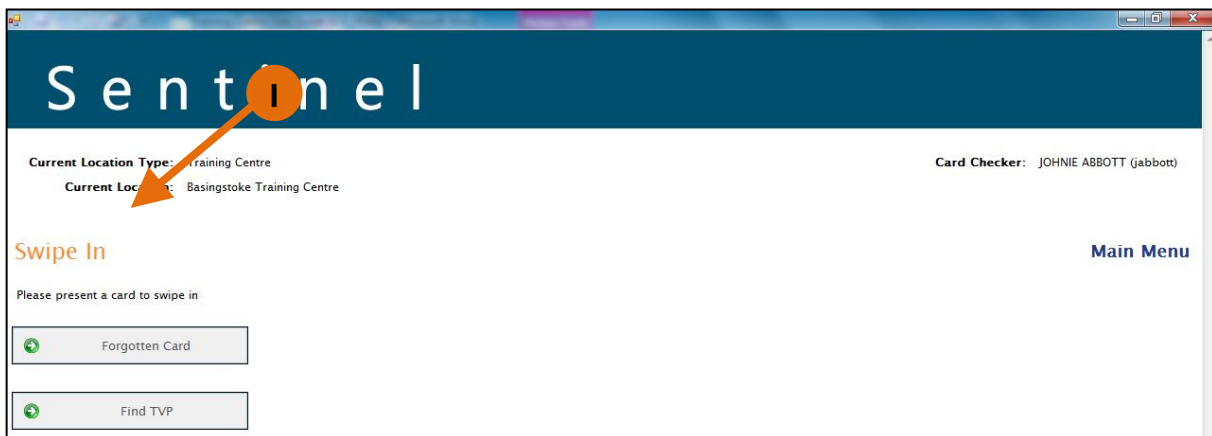 Sentinel
I
Current Location Type: Training Centre
Card Checker: JOHNIE ABBOTT (jabbott)
Current Location: Basingstoke Training Centre
Swipe In
Main Menu
Please present a card to swipe in
Forgotten Card
Find TVP